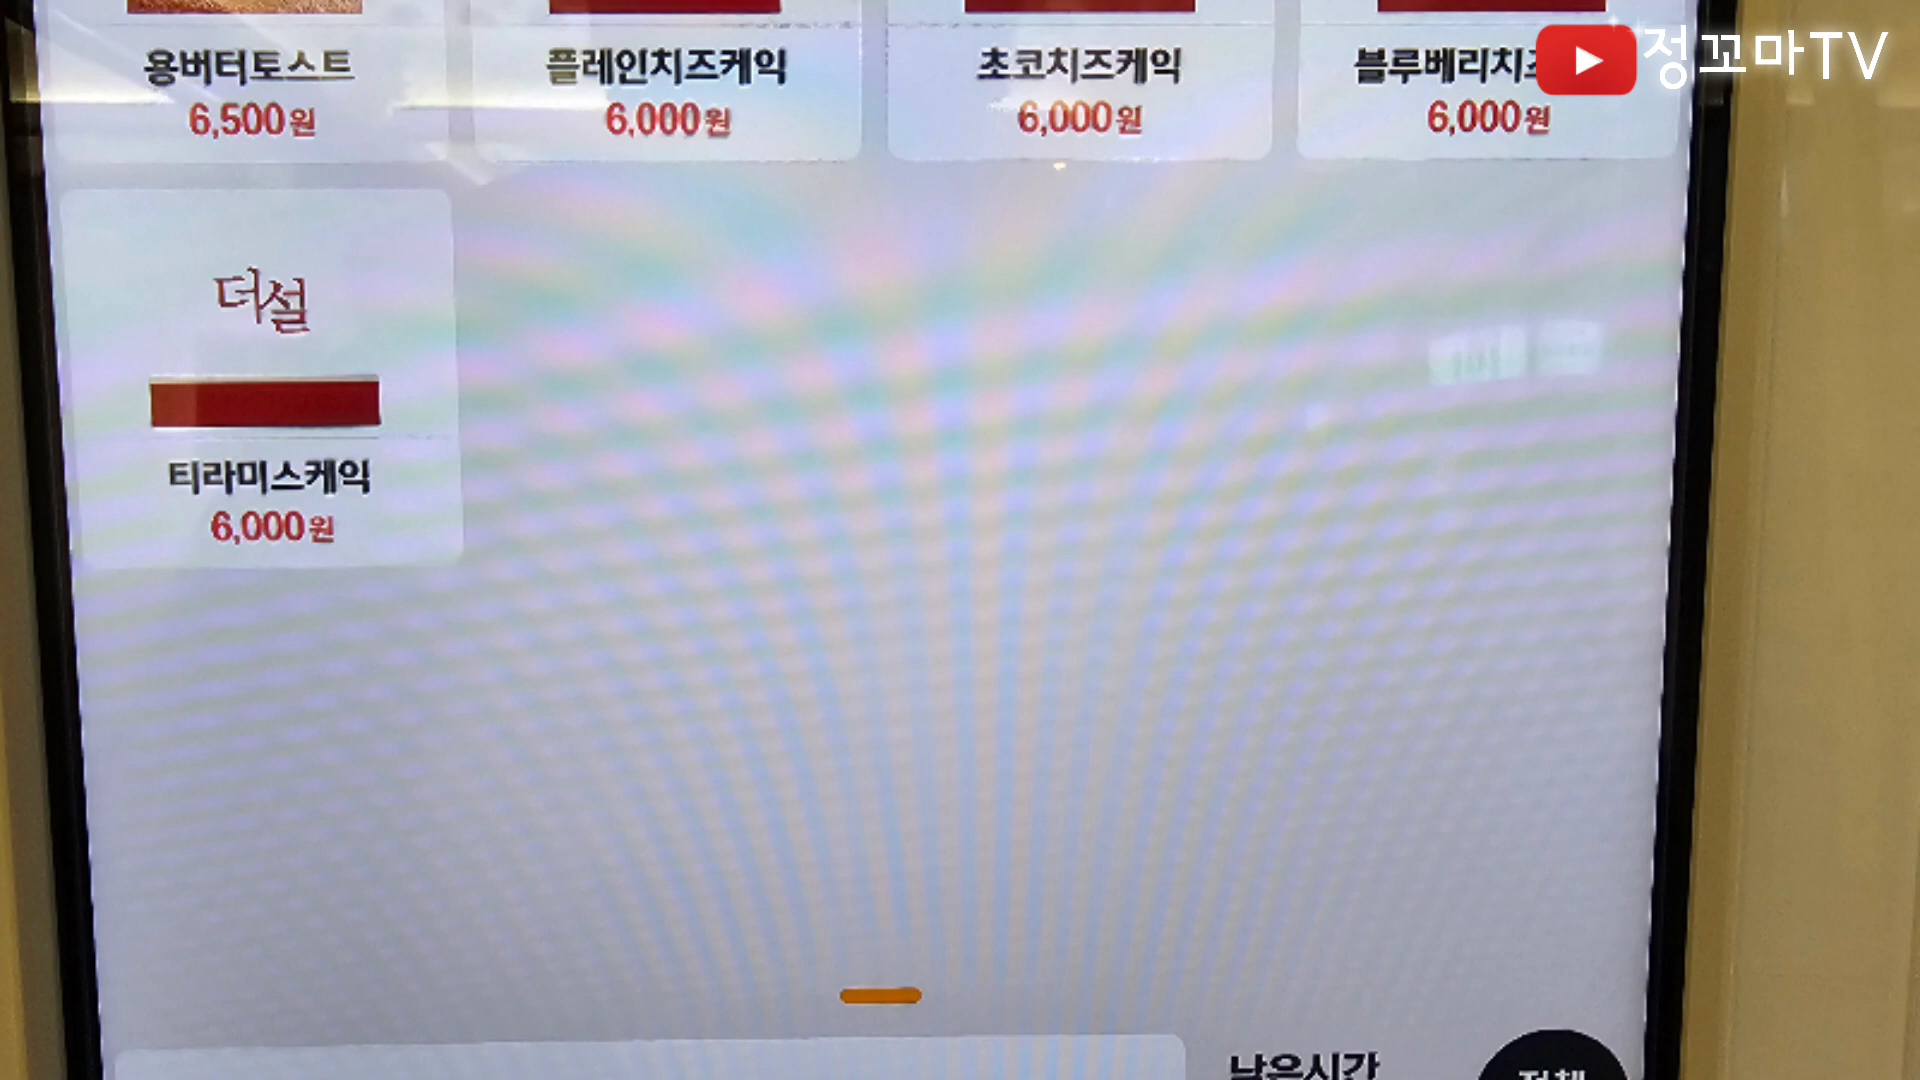 용버터토스트
6,500원
플레인치즈케익
6,000원
초코치즈케익
6,000원
블루베리치즈
6,000원
정꼬마TV
더설
티라미스케익
6,000원
남은시간
전체